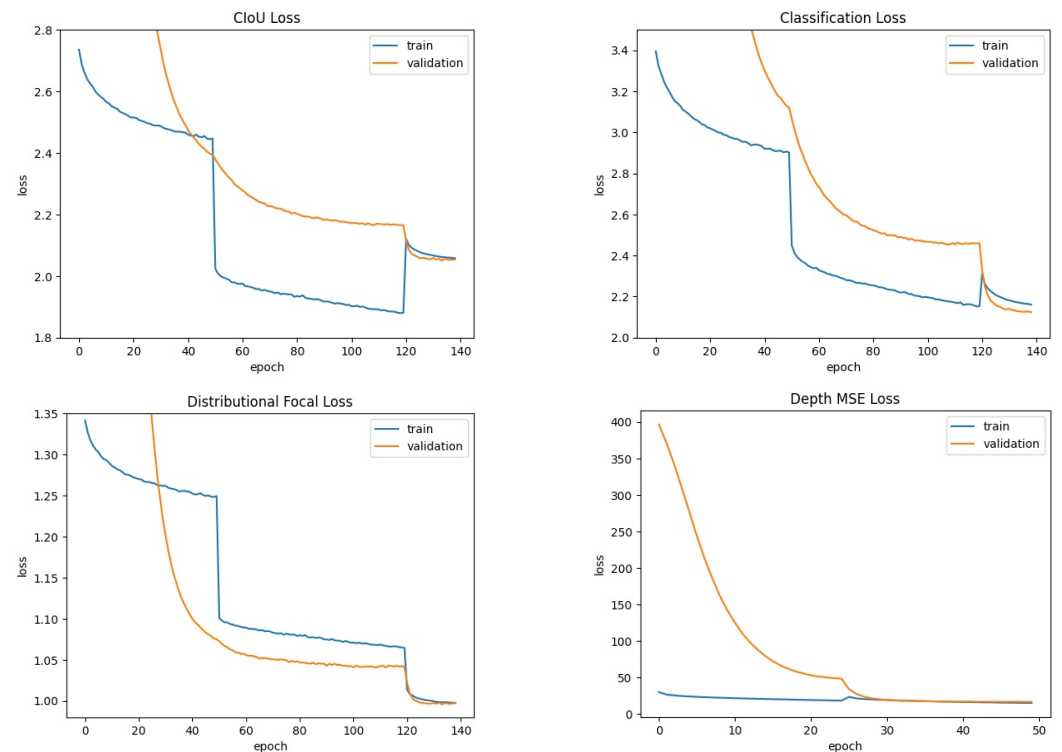 CIoU Loss
2.8
2.6
2.4
2.2
2.0
1.8
loss
train
validation
0 20 40 60 80 100 120 140
epoch
Classification Loss
3.4
3.2
3.0
2.8
2.6
2.4
2.2
2.0
loss
train
validation
0 20 40 60 80 100 120 140
epoch
Distributional Focal Loss
1.35
1.30
1.25
1.20
1.15
1.10
1.05
1.00
loss
train
validation
0 20 40 60 80 100 120 140
epoch
Depth MSE Loss
400
350
300
250
200
150
100
50
0
loss
train
validation
0 10 20 30 40 50
epoch